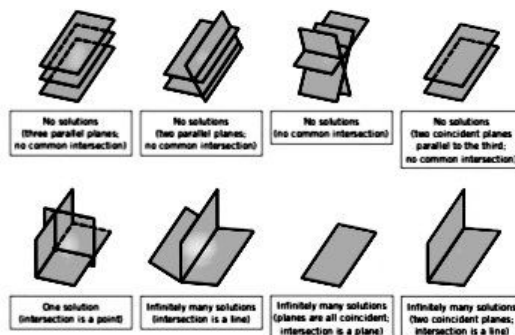 No solutions
(three parallel planes;
no common intersection)
No solutions
(two parallel planes;
no common intersection)
No solutions
(no common intersection)
No solutions
(two coincident planes
parallel to the third;
no common intersection)
One solution
(intersection is a point)
Infinitely many solutions
(intersection is a line)
Infinitely many solutions
(planes are all coincident;
intersection is a plane)
Infinitely many solutions
(two coincident planes;
intersection is a line)